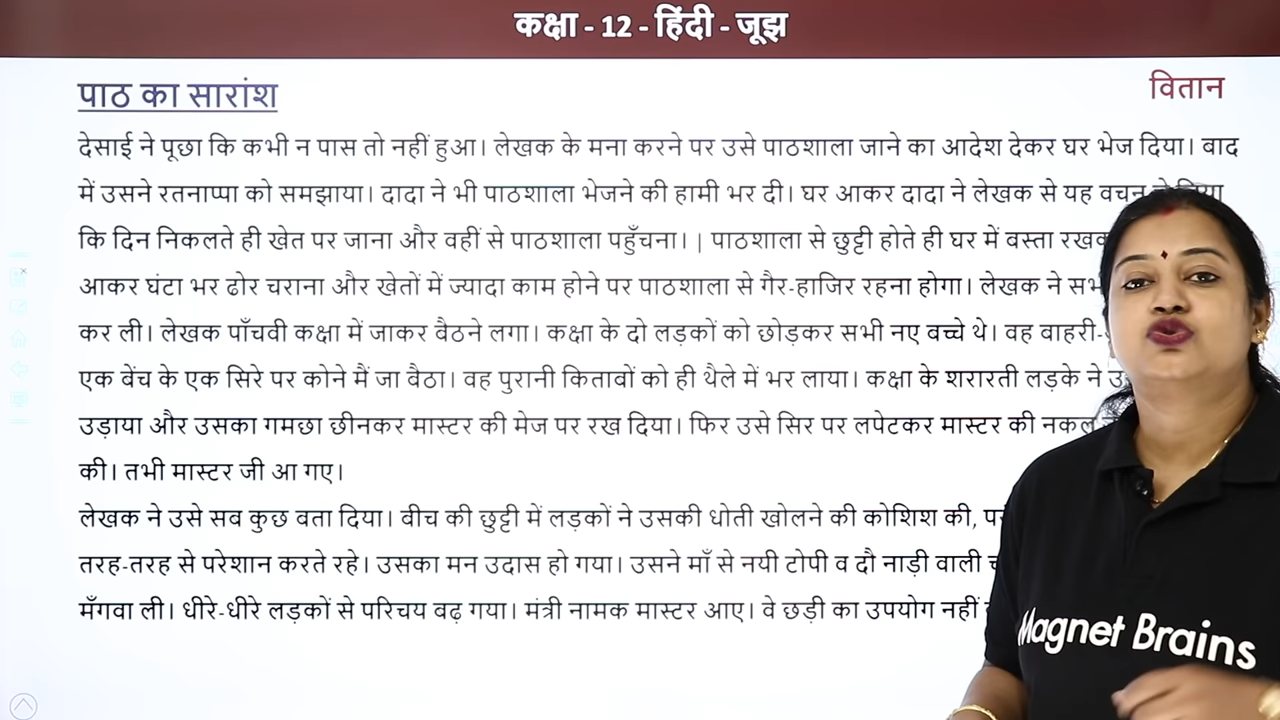 कक्षा - 12 - हिंदी - जूझ
पाठ का सारांश
वितान
देसाई ने पूछा कि कभी न पास तो नहीं हुआ। लेखक के मना करने पर उसे पाठशाला जाने का आदेश देकर घर भेज दिया। बाद
में उसने रतनाप्पा को समझाया। दादा ने भी पाठशाला भेजने की हामी भर दी। घर आकर दादा ने लेखक से यह वचन
कि दिन निकलते ही खेत पर जाना और वहीं से पाठशाला पहुँचना। | पाठशाला से छुट्टी होते ही घर में वस्ता
आकर घंटा भर ढोर चराना और खेतों में ज्यादा काम होने पर पाठशाला से गैर-हाजिर रहना होगा। लेखक ने
कर ली। लेखक पाँचवी कक्षा में जाकर बैठने लगा। कक्षा के दो लड़कों को छोड़कर सभी नए बच्चे थे। वह बाहरी-
एक वेंच के एक सिरे पर कोने मैं जा बैठा। वह पुरानी कितावों को ही थैले में भर लाया। कक्षा के शरारती लड़के ने
उड़ाया और उसका गमछा छीनकर मास्टर की मेज पर रख दिया। फिर उसे सिर पर लपेटकर मास्टर की नकल
की। तभी मास्टर जी आ गए।
लेखक ने उसे सब कुछ वता दिया। वीच की छुट्टी में लड़कों ने उसकी धोती खोलने की कोशिश की,
तरह-तरह से परेशान करते रहे। उसका मन उदास हो गया। उसने माँ से नयी टोपी व दौ नाड़ी वाली
मँगवा ली। धीरे-धीरे लड़कों से परिचय बढ़ गया। मंत्री नामक मास्टर आए। वे छड़ी का उपयोग नहीं
Magnet Brains